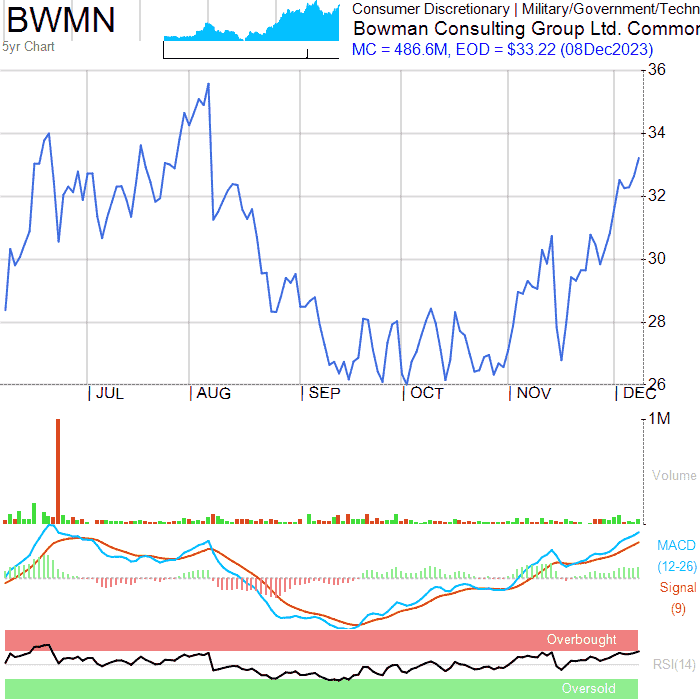 BWMN
5yr Chart
Consumer Discretionary | Military/Government/Techn
Bowman Consulting Group Ltd. Common
MC = 486.6M, EOD = $33.22 (08Dec2023)
36
34
32
30
28
26
JUL AUG SEP OCT NOV DEC
1M
Volume
MACD
(12-26)
Signal
(9)
Overbought
RSI(14)
Oversold